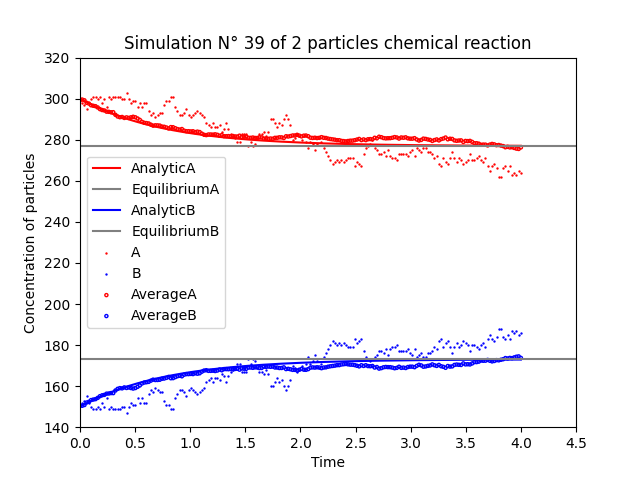 Simulation N° 39 of 2 particles chemical reaction
Concentration of particles
320
300
280
260
240
220
200
180
160
140
AnalyticA
EquilibriumA
AnalyticB
EquilibriumB
A
B
AverageA
AverageB
0.0 0.5 1.0 1.5 2.0 2.5 3.0 3.5 4.0 4.5
Time